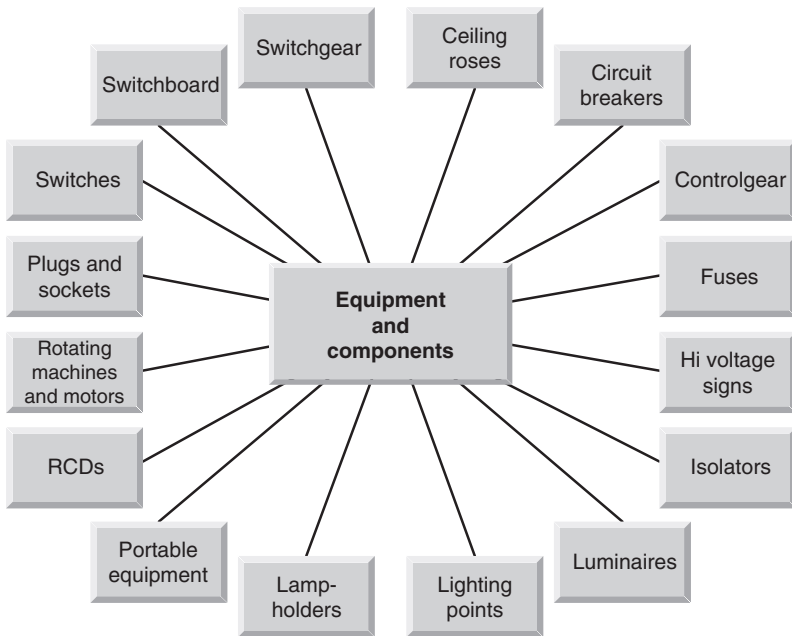 Switchgear
Ceiling
roses
Switchboard
Circuit
breakers
Switches
Controlgear
Plugs and
sockets
Equipment
and
components
Fuses
Rotating
machines
and motors
Hi voltage
signs
RCDs
Isolators
Portable
equipment
Luminaires
Lamp-
holders
Lighting
points